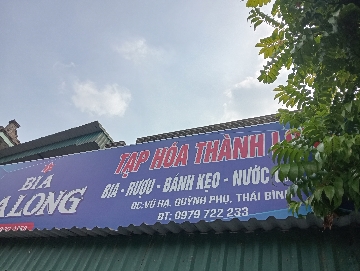 BIA
ALONG
TẠP HÓA THÀNH
BIA - RƯỢU - BÁNH KẸO - NƯỚC
ĐC: VŨ HẠ, QUỲNH PHỤ, THÁI BÌNH
ĐT: 0979 722 233